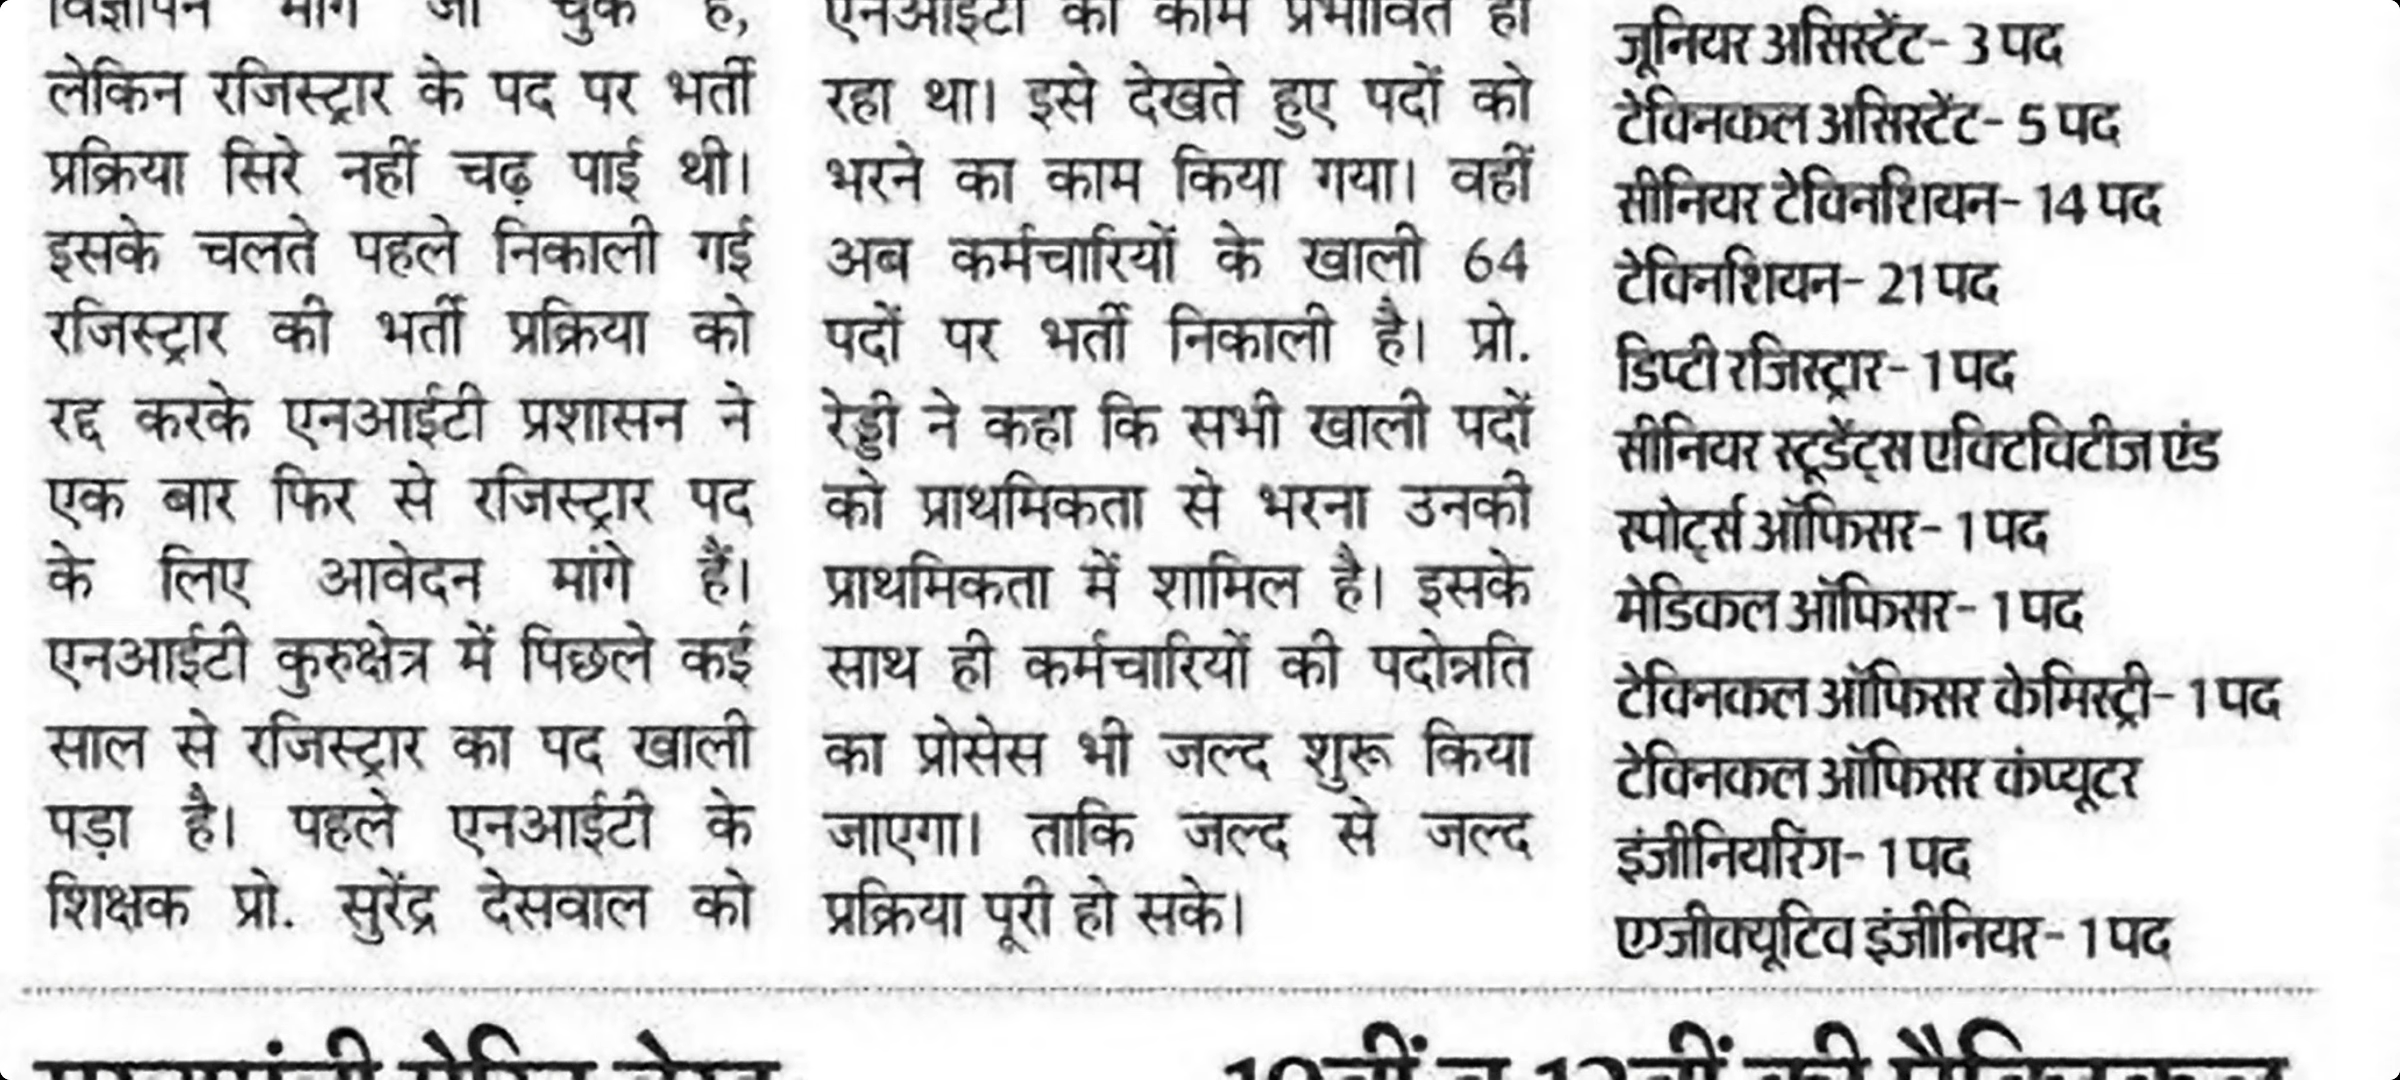 विज्ञापन मांगे जा चुके हैं,
लेकिन रजिस्ट्रार के पद पर भर्ती
प्रक्रिया सिरे नहीं चढ़ पाई थी।
इसके चलते पहले निकाली गई
रजिस्ट्रार की भर्ती प्रक्रिया को
रद्द करके एनआईटी प्रशासन ने
एक बार फिर से रजिस्ट्रार पद
के लिए आवेदन मांगे हैं।
एनआईटी कुरुक्षेत्र में पिछले कई
साल से रजिस्ट्रार का पद खाली
पड़ा है। पहले एनआईटी के
शिक्षक प्रो. सुरेंद्र देसवाल को
एनआईटी का काम प्रभावित हो
रहा था। इसे देखते हुए पदों को
भरने का काम किया गया। वहीं
अब कर्मचारियों के खाली 64
पदों पर भर्ती निकाली है। प्रो.
रेड्डी ने कहा कि सभी खाली पदों
को प्राथमिकता से भरना उनकी
प्राथमिकता में शामिल है। इसके
साथ ही कर्मचारियों की पदोन्नति
का प्रोसेस भी जल्द शुरू किया
जाएगा। ताकि जल्द से जल्द
प्रक्रिया पूरी हो सके।
जूनियर असिस्टेंट- 3 पद
टेक्निकल असिस्टेंट- 5 पद
सीनियर टेक्निशियन- 14 पद
टेक्निशियन- 21 पद
डिप्टी रजिस्ट्रार- 1 पद
सीनियर स्टूडेंट्स एक्टिविटीज एंड
स्पोर्ट्स ऑफिसर- 1 पद
मेडिकल ऑफिसर- 1 पद
टेक्निकल ऑफिसर केमिस्ट्री- 1 पद
टेक्निकल ऑफिसर कंप्यूटर
इंजीनियरिंग- 1 पद
एग्जीक्यूटिव इंजीनियर- 1 पद